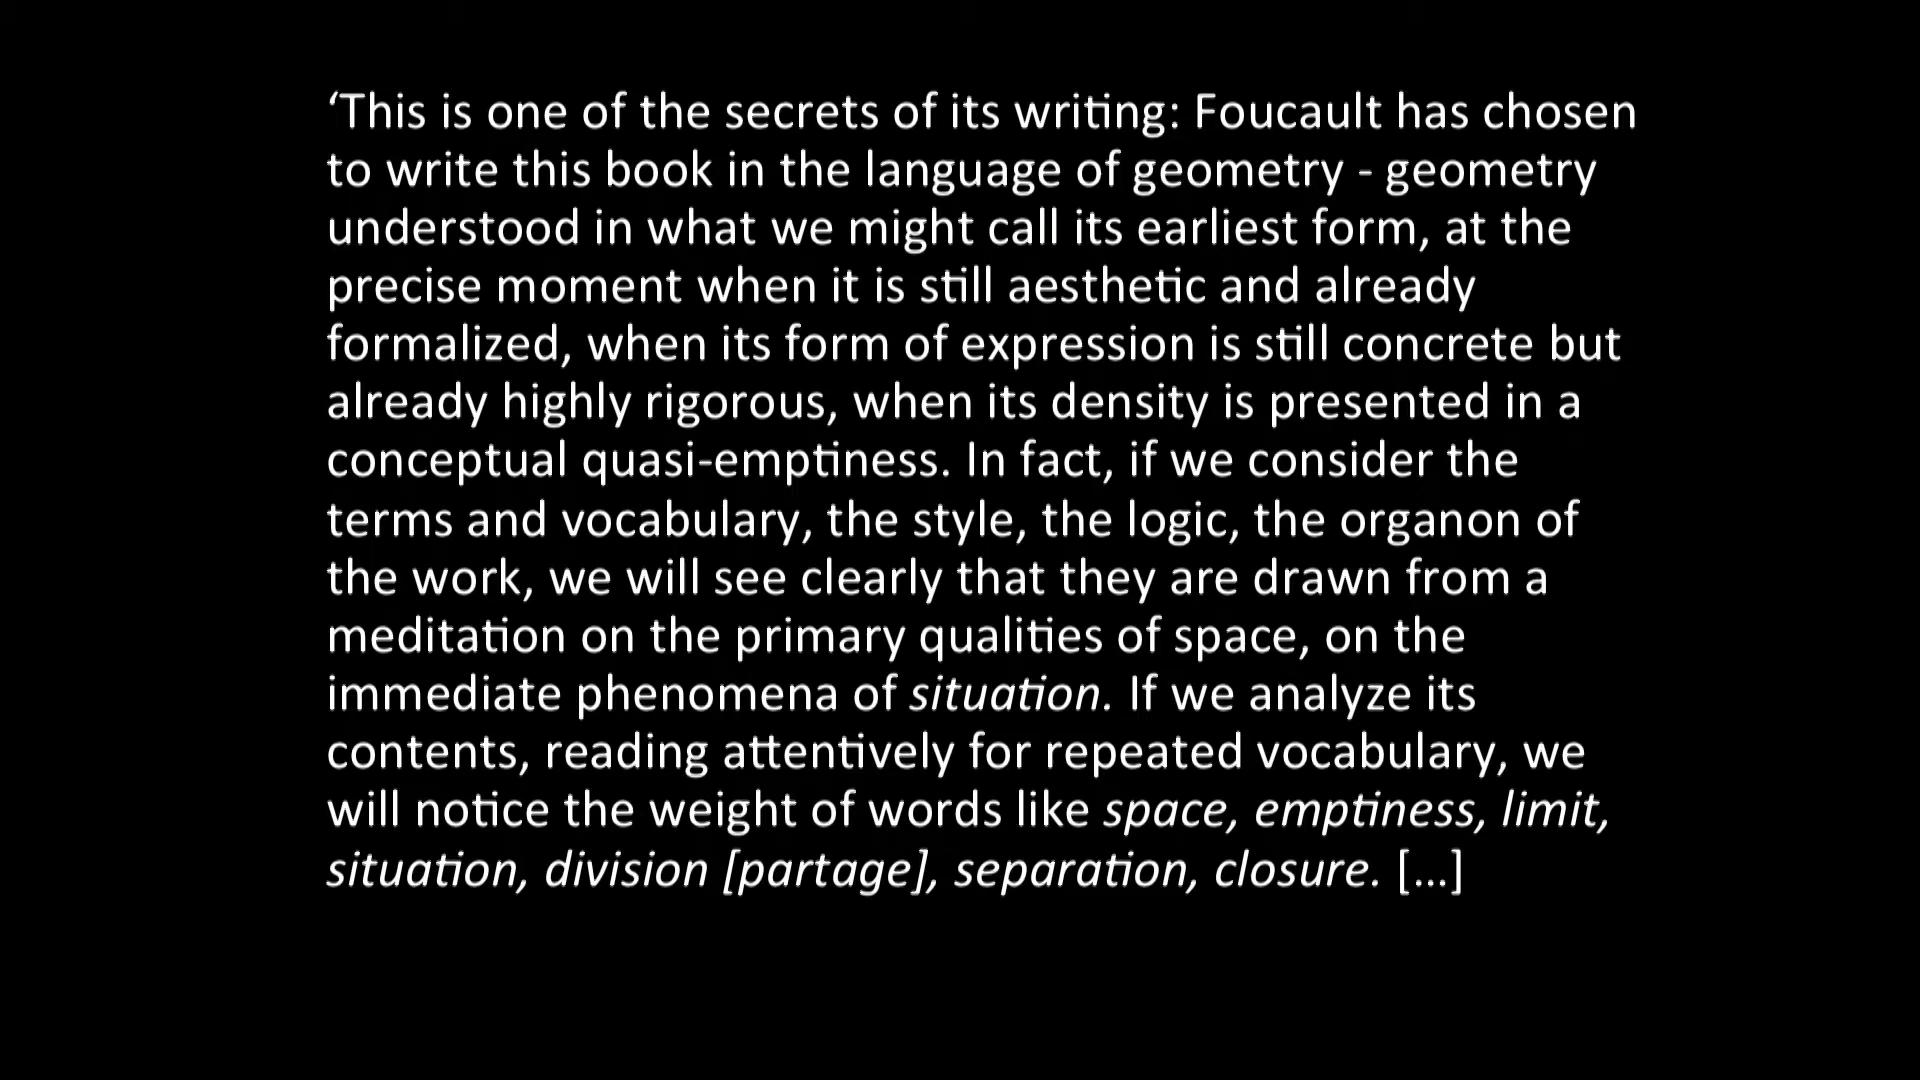 ‘This is one of the secrets of its writing: Foucault has chosen
to write this book in the language of geometry - geometry
understood in what we might call its earliest form, at the
precise moment when it is still aesthetic and already
formalized, when its form of expression is still concrete but
already highly rigorous, when its density is presented in a
conceptual quasi-emptiness. In fact, if we consider the
terms and vocabulary, the style, the logic, the organon of
the work, we will see clearly that they are drawn from a
meditation on the primary qualities of space, on the
immediate phenomena of situation. If we analyze its
contents, reading attentively for repeated vocabulary, we
will notice the weight of words like space, emptiness, limit,
situation, division [partage], separation, closure. […]